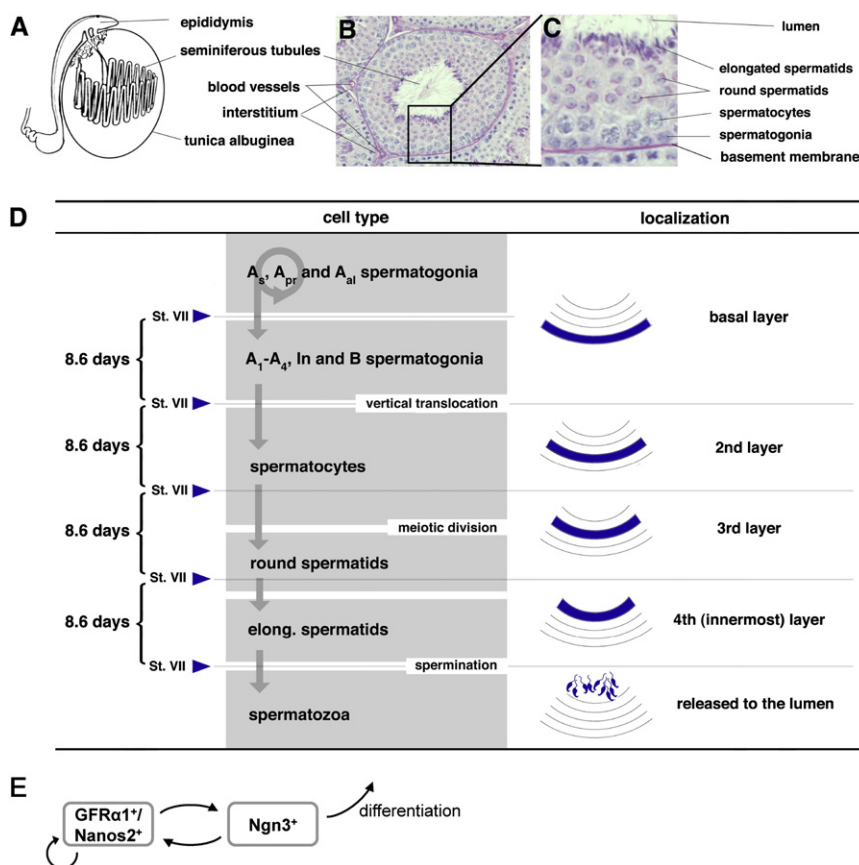 A
epididymis
seminiferous tubules
blood vessels
interstitium
tunica albuginea
B
C
lumen
elongated spermatids
round spermatids
spermatocytes
spermatogonia
basement membrane
D
cell type
localization
As, Apr and Aal spermatogonia
basal layer
St. VII
8.6 days
A1-A4, In and B spermatogonia
St. VII
vertical translocation
8.6 days
spermatocytes
2nd layer
St. VII
8.6 days
meiotic division
3rd layer
round spermatids
St. VII
8.6 days
elong. spermatids
4th (innermost) layer
St. VII
spermination
spermatozoa
released to the lumen
E
GFRα1+/
Nanos2+
Ngn3+
differentiation